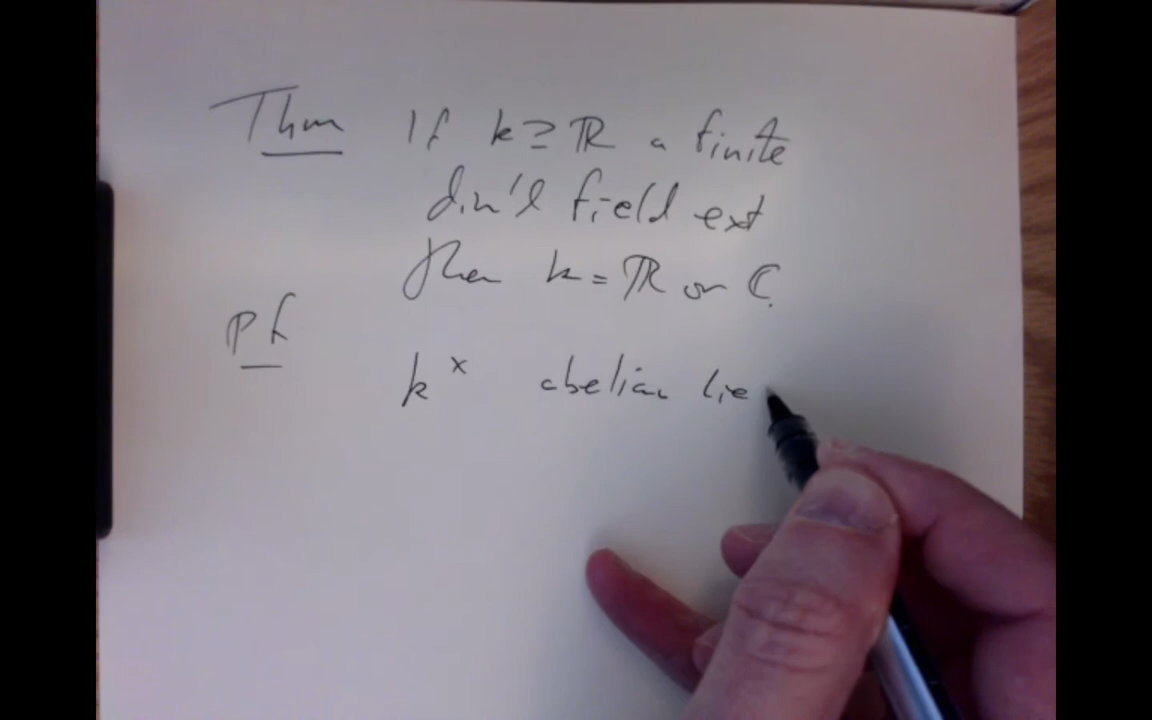 Thm If k ⊇ ℝ a finite
dim'l field ext
then k = ℝ or ℂ.
Pf
k^× abelian Lie